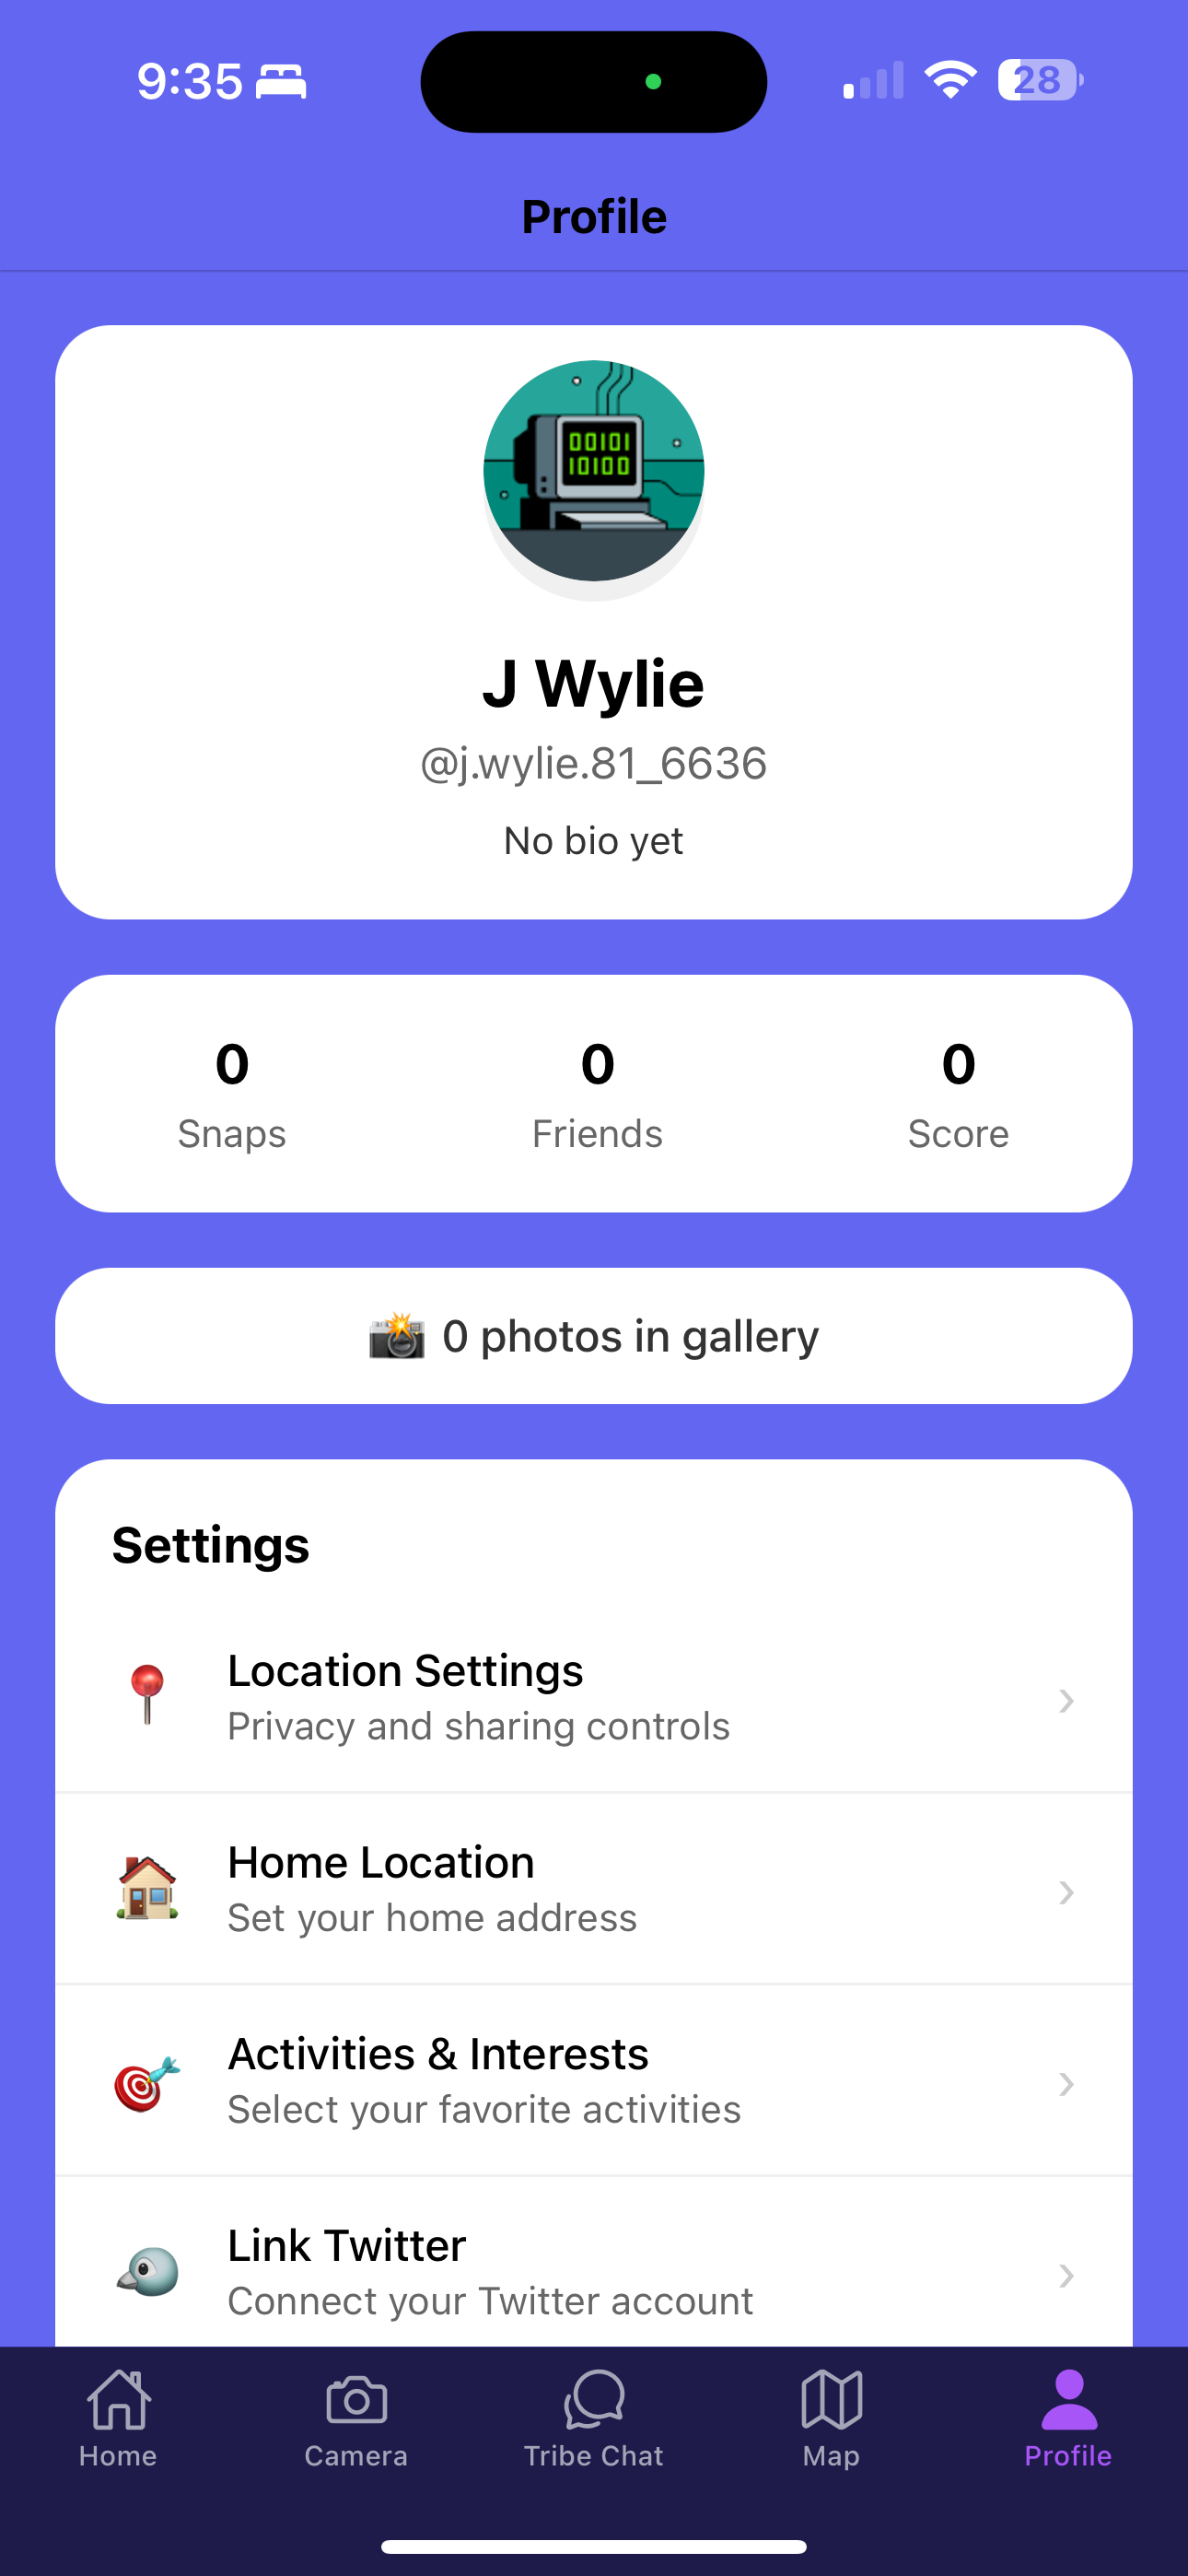 9:35
28
Profile
00101
10100
J Wylie
@j.wylie.81_6636
No bio yet
0 0 0
Snaps Friends Score
0 photos in gallery
Settings
Location Settings
Privacy and sharing controls
Home Location
Set your home address
Activities & Interests
Select your favorite activities
Link Twitter
Connect your Twitter account
Home Camera Tribe Chat Map Profile